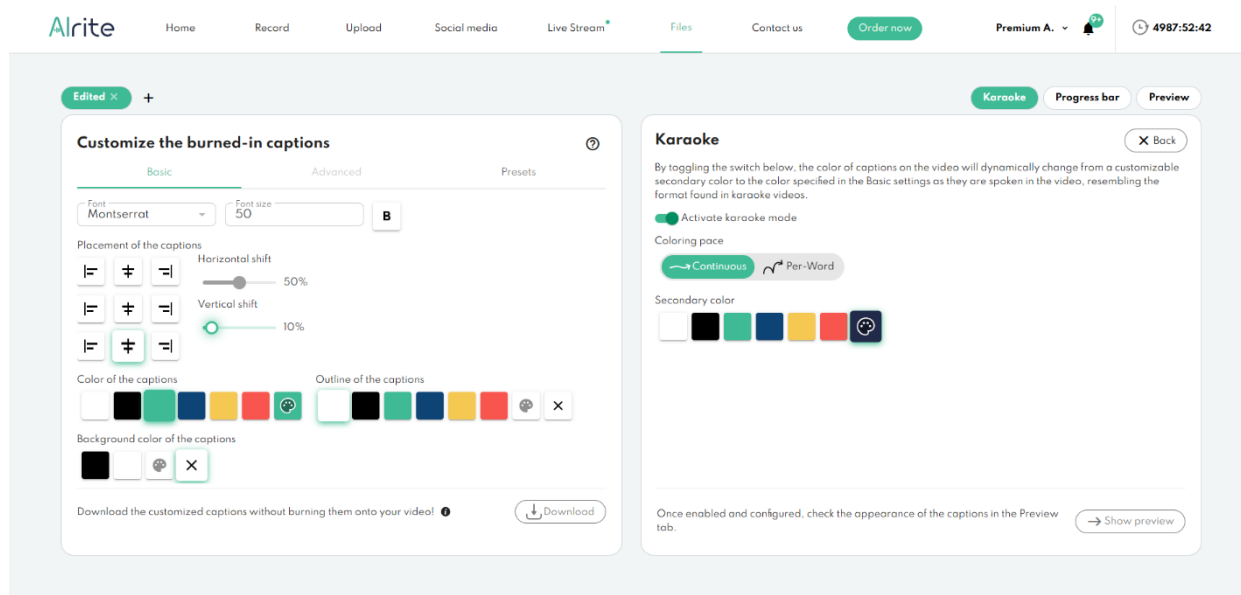 Alrite
Home
Record
Upload
Social media
Live Stream
Files
Contact us
Order now
Premium A.
9+
4987:52:42
Edited ×
+
Karaoke
Progress bar
Preview
Customize the burned-in captions
Basic
Advanced
Presets
Font
Montserrat
Font size
50
B
Placement of the captions
Horizontal shift
50%
Vertical shift
10%
Color of the captions
Outline of the captions
Background color of the captions
Download the customized captions without burning them onto your video!
Download
Karaoke
Back
By toggling the switch below, the color of captions on the video will dynamically change from a customizable
secondary color to the color specified in the Basic settings as they are spoken in the video, resembling the
format found in karaoke videos.
Activate karaoke mode
Coloring pace
Continuous
Per-Word
Secondary color
Once enabled and configured, check the appearance of the captions in the Preview
tab.
Show preview